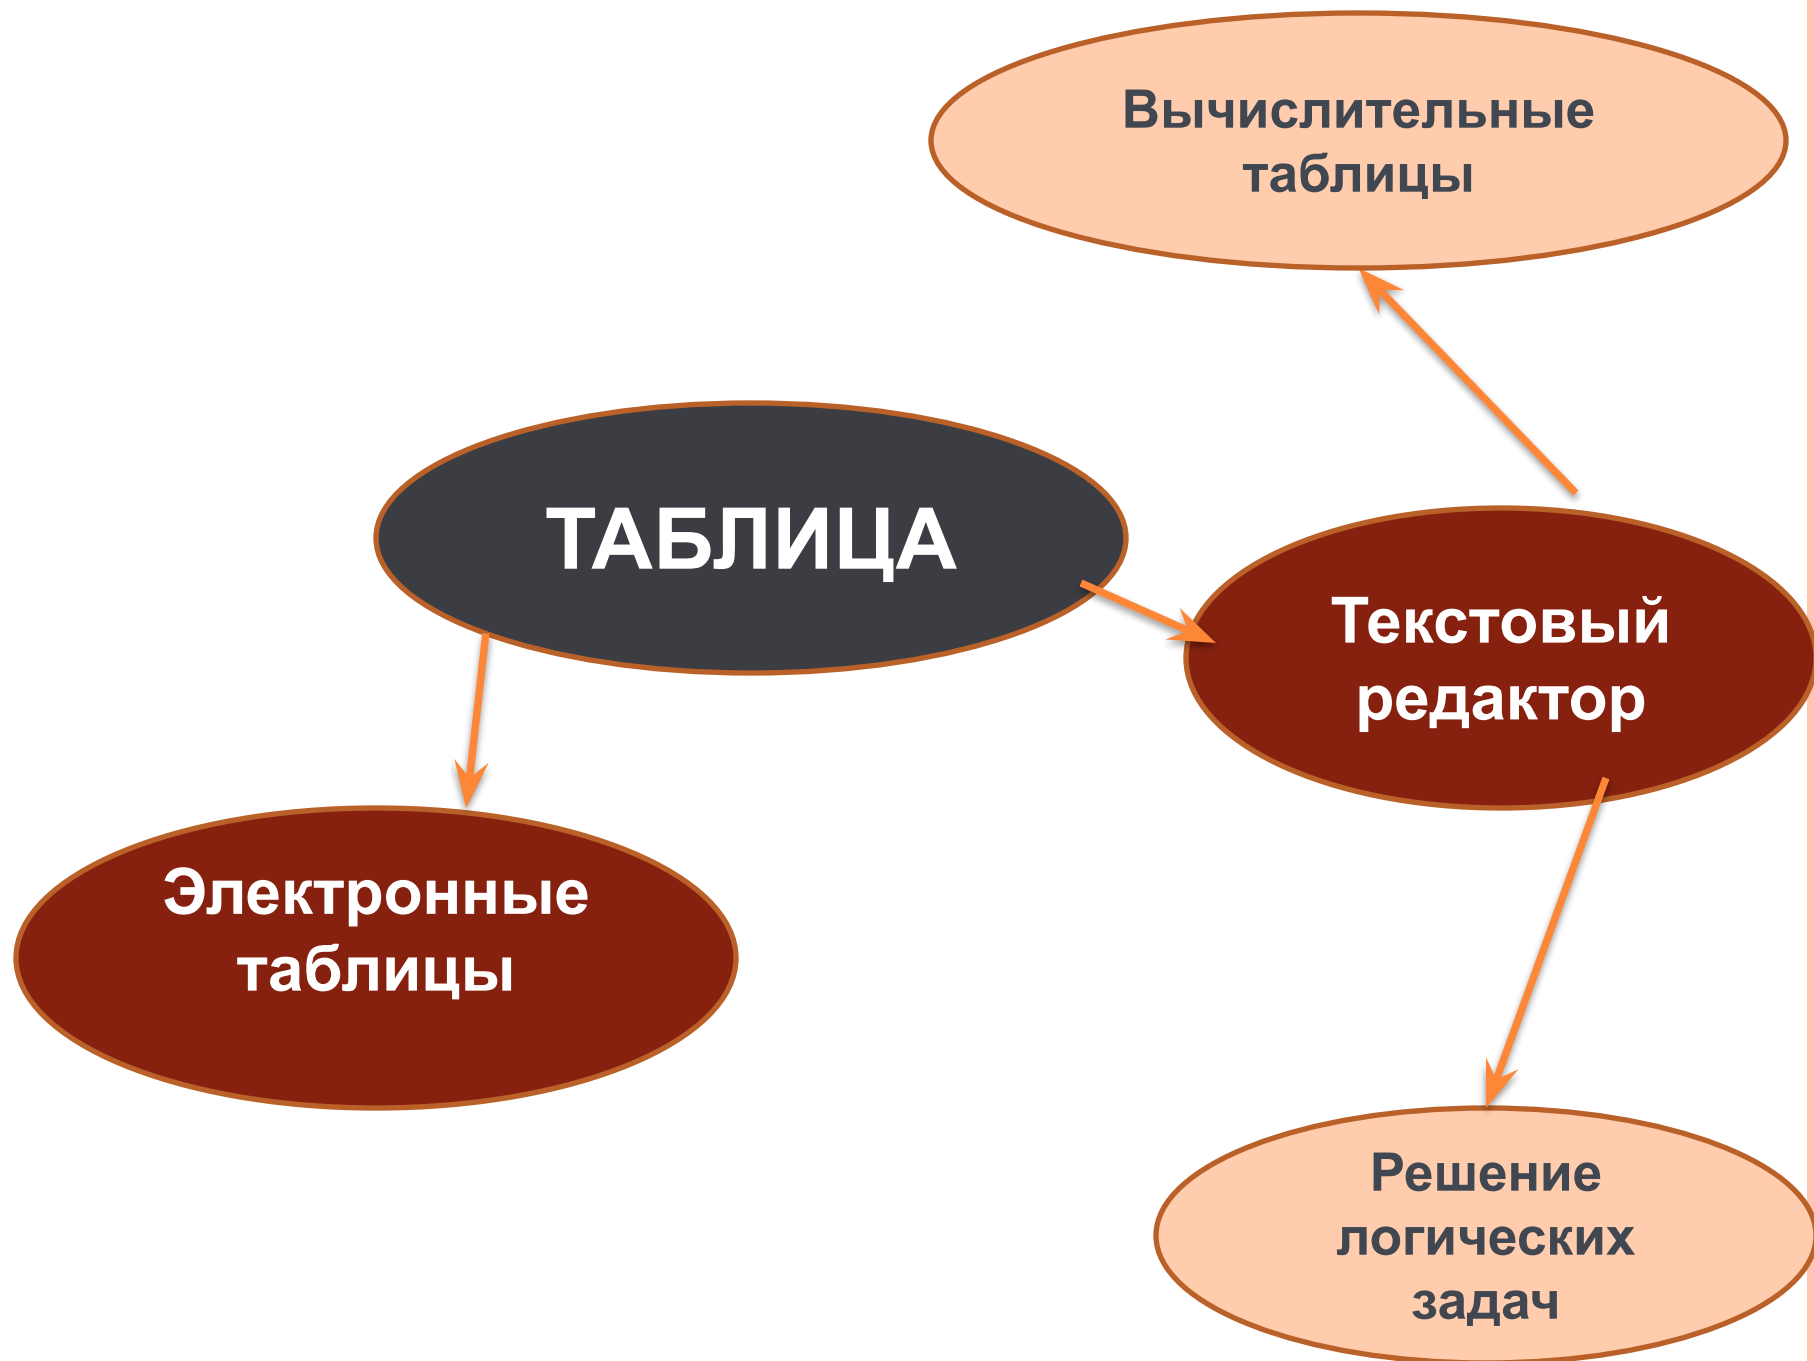 Вычислительные
таблицы
ТАБЛИЦА
Текстовый
редактор
Электронные
таблицы
Решение
логических
задач